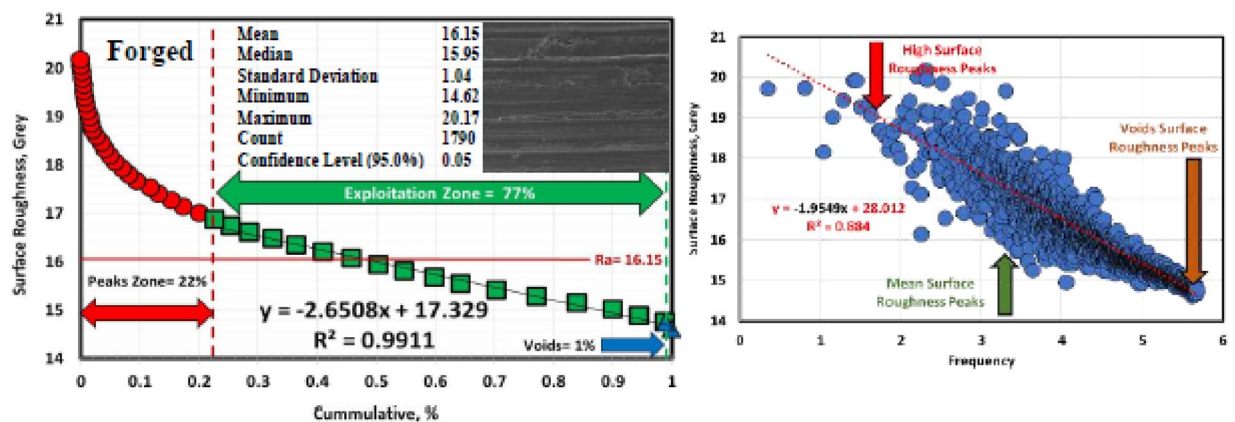 Forged
Mean 16.15
Median 15.95
Standard Deviation 1.04
Minimum 14.62
Maximum 20.17
Count 1790
Confidence Level (95.0%) 0.05
Exploitation Zone = 77%
Ra= 16.15
Peaks Zone= 22%
y = -2.6508x + 17.329
R² = 0.9911
Voids= 1%
21
20
19
18
17
16
15
14
Surface Roughness, Grey
0 0.1 0.2 0.3 0.4 0.5 0.6 0.7 0.8 0.9 1
Cummulative, %
21
20
19
18
17
16
15
14
Surface Roughness, Grey
High Surface
Roughness Peaks
Voids Surface
Roughness Peaks
y = -1.9549x + 28.012
R² = 0.884
Mean Surface
Roughness Peaks
0 1 2 3 4 5 6
Frequency